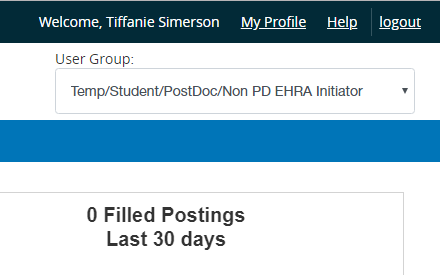 Welcome, Tiffanie Simerson My Profile Help logout
User Group:
Temp/Student/PostDoc/Non PD EHRA Initiator
0 Filled Postings
Last 30 days